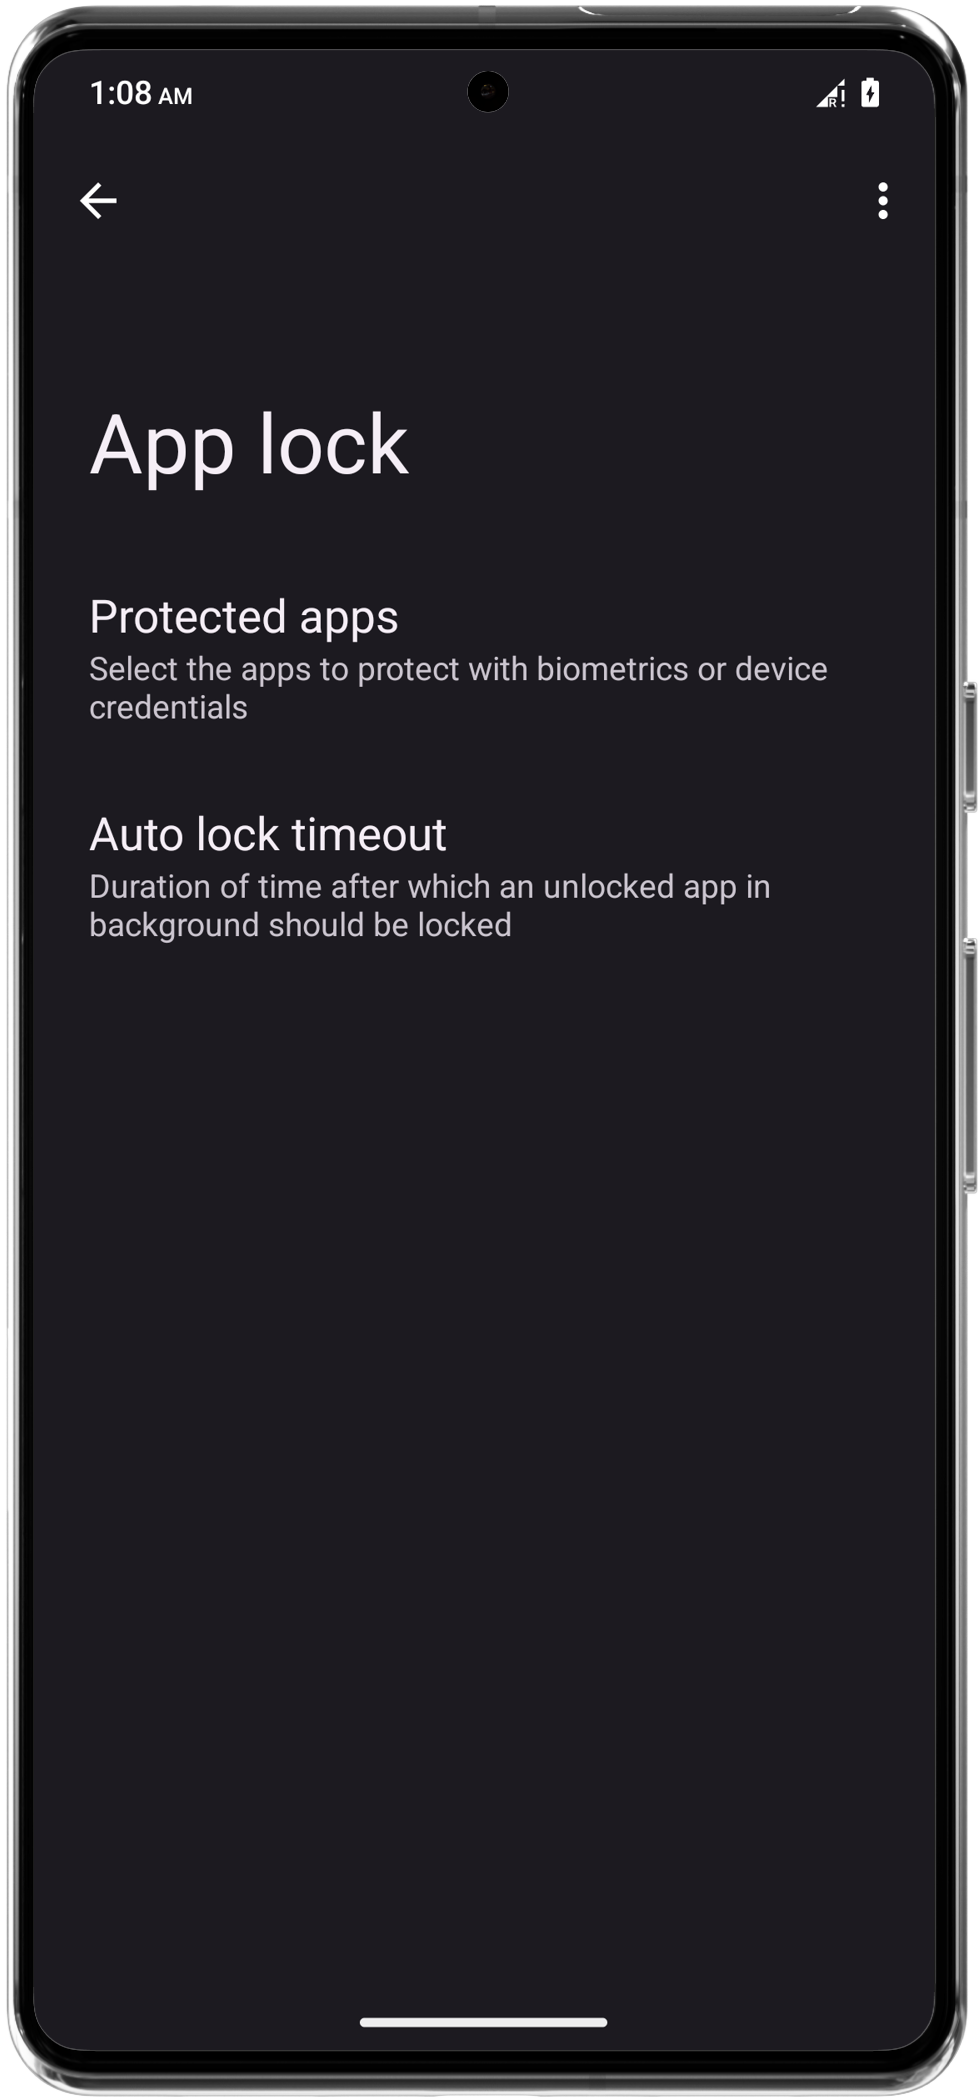 1:08 AM
R!
App lock
Protected apps
Select the apps to protect with biometrics or device
credentials
Auto lock timeout
Duration of time after which an unlocked app in
background should be locked